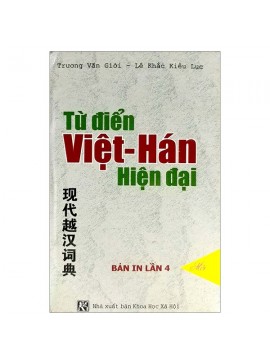 Trương Văn Giới - Lê Khắc Kiều Lục
Từ điển
Việt-Hán
Hiện đại
现代越汉词典
BẢN IN LẦN 4
Nhà xuất bản Khoa Học Xã Hội